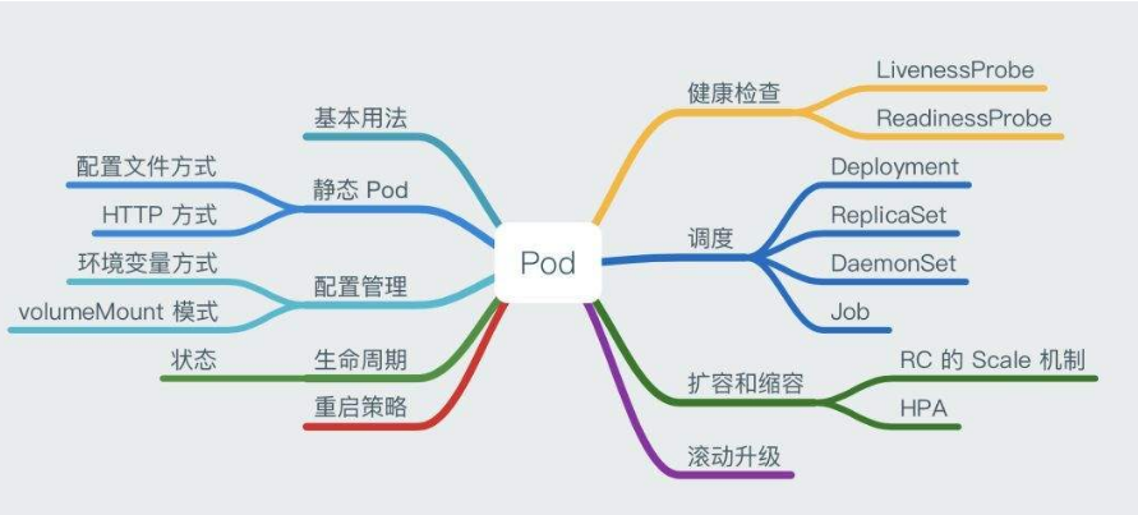 Pod
基本用法
静态 Pod
配置文件方式
HTTP 方式
配置管理
环境变量方式
volumeMount 模式
生命周期
状态
重启策略
健康检查
LivenessProbe
ReadinessProbe
调度
Deployment
ReplicaSet
DaemonSet
Job
扩容和缩容
RC 的 Scale 机制
HPA
滚动升级